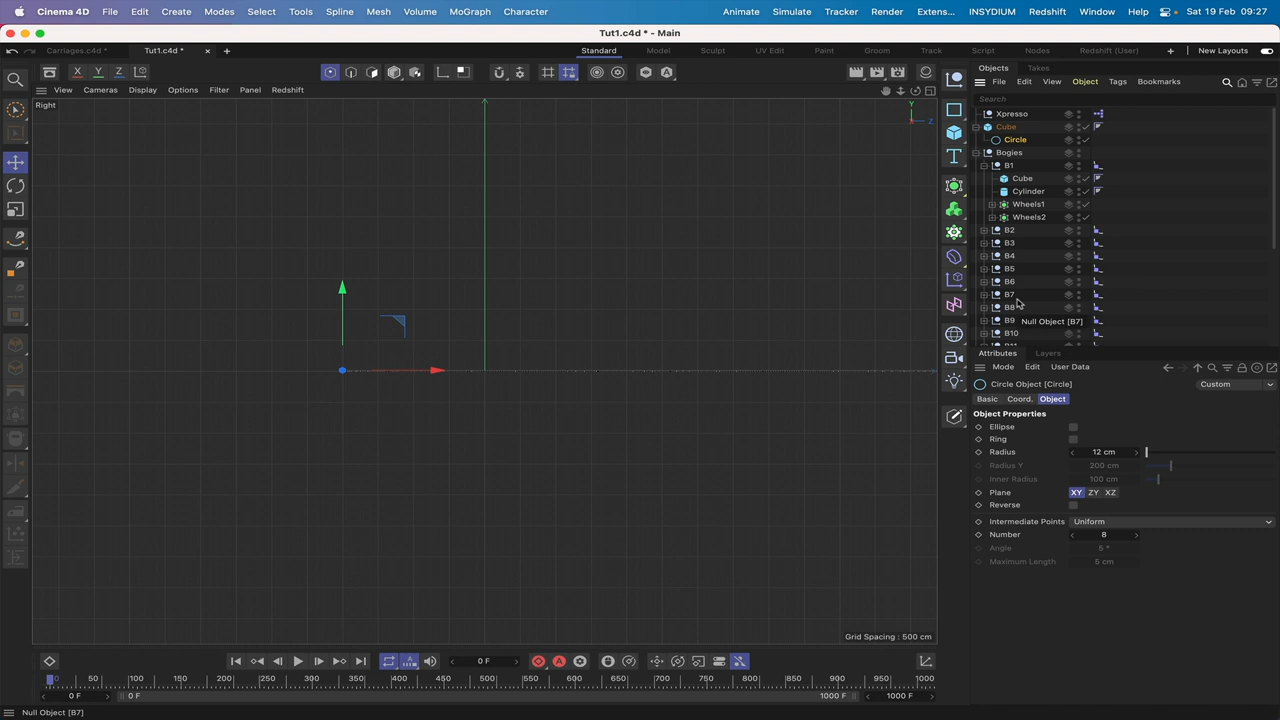 Cinema 4D File Edit Create Modes Select Tools Spline Mesh Volume MoGraph Character Animate Simulate Tracker Render Extens... INSYDIUM Redshift Window Help Sat 19 Feb 09:27
Tut1.c4d * - Main
Carriages.c4d * Tut1.c4d * Standard Model Sculpt UV Edit Paint Groom Track Script Nodes Redshift (User) New Layouts
Objects Takes
X Y Z
File Edit View Object Tags Bookmarks
View Cameras Display Options Filter Panel Redshift
Search
Right
Y
Z
Xpresso
Cube
Circle
Bogies
B1
Cube
Cylinder
Wheels1
Wheels2
B2
B3
B4
B5
B6
B7
B8
B9 Null Object [B7]
B10
Attributes Layers
Mode Edit User Data
Circle Object [Circle] Custom
Basic Coord. Object
Object Properties
Ellipse
Ring
Radius 12 cm
Radius Y 200 cm
Inner Radius 100 cm
Plane XY ZY XZ
Reverse
Intermediate Points Uniform
Number 8
Angle 5 °
Maximum Length 5 cm
Grid Spacing : 500 cm
0 F
0 50 100 150 200 250 300 350 400 450 500 550 600 650 700 750 800 850 900 950 1000
0 F 0 F 1000 F 1000 F
Null Object [B7]